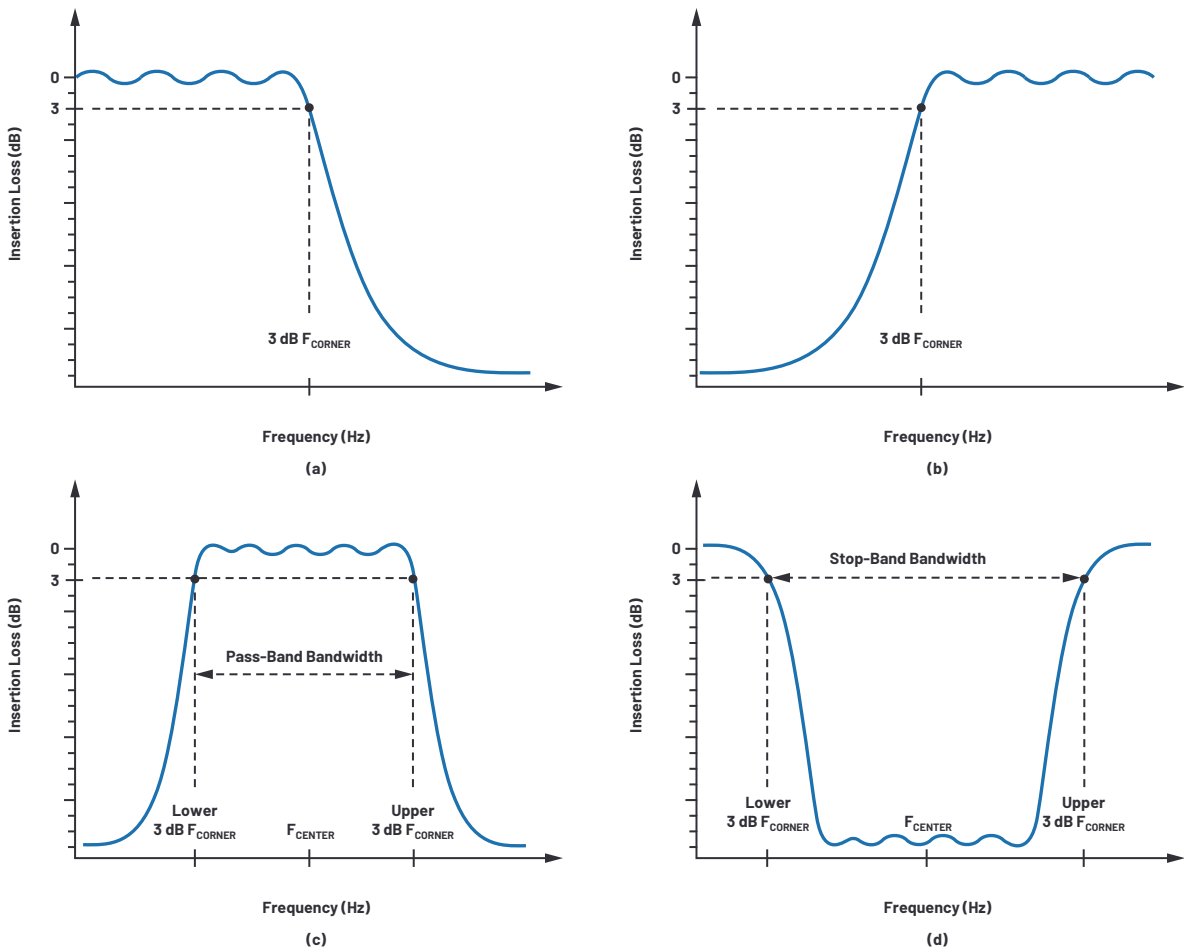 0
3
Insertion Loss (dB)
3 dB FCORNER
Frequency (Hz)
(a)
0
3
Insertion Loss (dB)
3 dB FCORNER
Frequency (Hz)
(b)
0
3
Insertion Loss (dB)
Pass-Band Bandwidth
Lower
3 dB FCORNER
FCENTER
Upper
3 dB FCORNER
Frequency (Hz)
(c)
0
3
Insertion Loss (dB)
Stop-Band Bandwidth
Lower
3 dB FCORNER
FCENTER
Upper
3 dB FCORNER
Frequency (Hz)
(d)